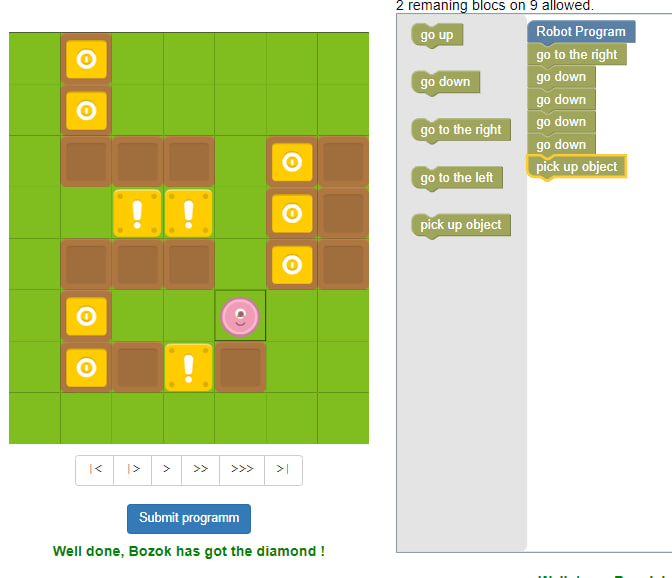 2 remaning blocs on 9 allowed.
go up
go down
go to the right
go to the left
pick up object
Robot Program
go to the right
go down
go down
go down
go down
pick up object
|< |> > >> >>> >|
Submit programm
Well done, Bozok has got the diamond !